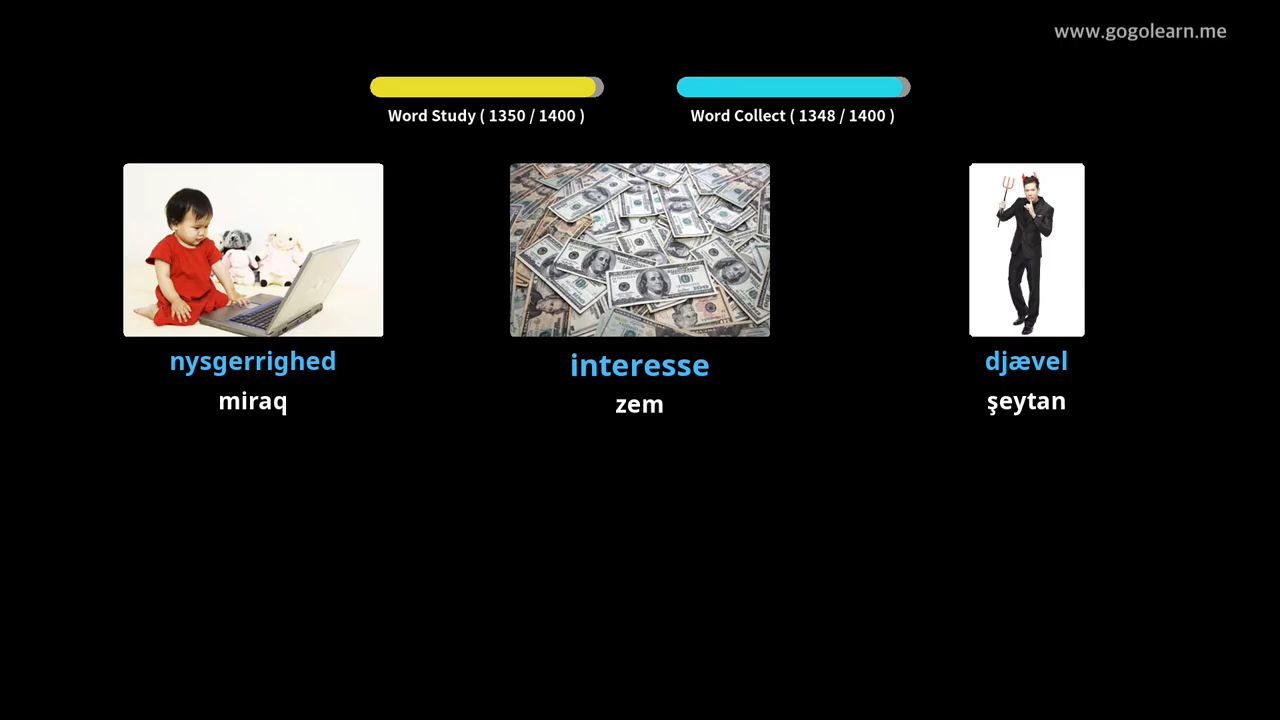 www.gogolearn.me
Word Study ( 1350 / 1400 )
Word Collect ( 1348 / 1400 )
nysgerrighed
interesse
djævel
miraq
zem
şeytan